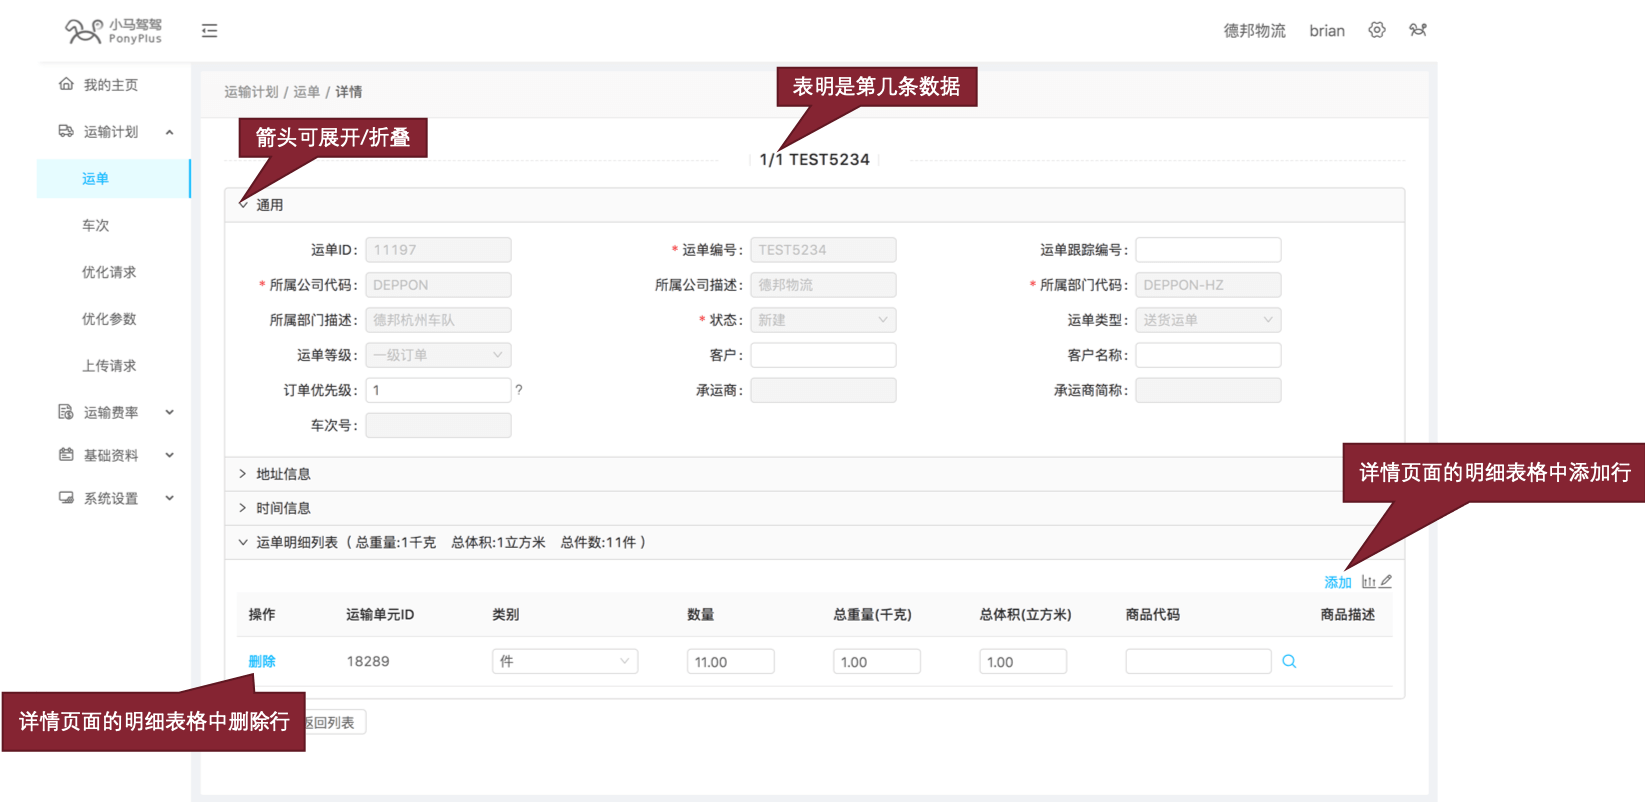 小马驾驾
PonyPlus
德邦物流 brian
我的主页
运输计划
运单
车次
优化请求
优化参数
上传请求
运输费率
基础资料
系统设置
运输计划 / 运单 / 详情
表明是第几条数据
箭头可展开/折叠
1/1 TEST5234
通用
运单ID: 11197 * 运单编号: TEST5234 运单跟踪编号:
* 所属公司代码: DEPPON 所属公司描述: 德邦物流 * 所属部门代码: DEPPON-HZ
所属部门描述: 德邦杭州车队 * 状态: 新建 运单类型: 送货运单
运单等级: 一级订单 客户: 客户名称:
订单优先级: 1 ? 承运商: 承运商简称:
车次号:
地址信息
详情页面的明细表格中添加行
时间信息
运单明细列表 ( 总重量:1千克 总体积:1立方米 总件数:11件 )
添加
操作 运输单元ID 类别 数量 总重量(千克) 总体积(立方米) 商品代码 商品描述
删除 18289 件 11.00 1.00 1.00
详情页面的明细表格中删除行
返回列表